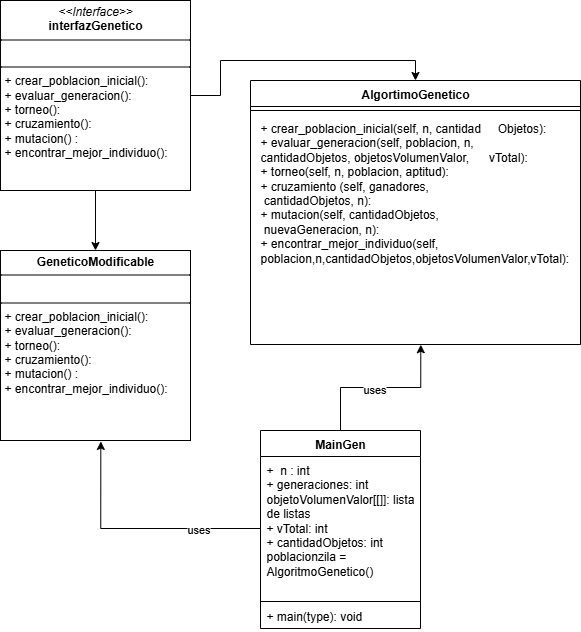 <<Interface>>
interfazGenetico
+ crear_poblacion_inicial():
+ evaluar_generacion():
+ torneo():
+ cruzamiento():
+ mutacion() :
+ encontrar_mejor_individuo():
AlgortimoGenetico
+ crear_poblacion_inicial(self, n, cantidad Objetos):
+ evaluar_generacion(self, poblacion, n,
cantidadObjetos, objetosVolumenValor, vTotal):
+ torneo(self, n, poblacion, aptitud):
+ cruzamiento (self, ganadores,
cantidadObjetos, n):
+ mutacion(self, cantidadObjetos,
nuevaGeneracion, n):
+ encontrar_mejor_individuo(self,
poblacion,n,cantidadObjetos,objetosVolumenValor,vTotal):
GeneticoModificable
+ crear_poblacion_inicial():
+ evaluar_generacion():
+ torneo():
+ cruzamiento():
+ mutacion() :
+ encontrar_mejor_individuo():
uses
uses
MainGen
+ n : int
+ generaciones: int
objetoVolumenValor[[]]: lista
de listas
+ vTotal: int
+ cantidadObjetos: int
poblacionzila =
AlgoritmoGenetico()
+ main(type): void